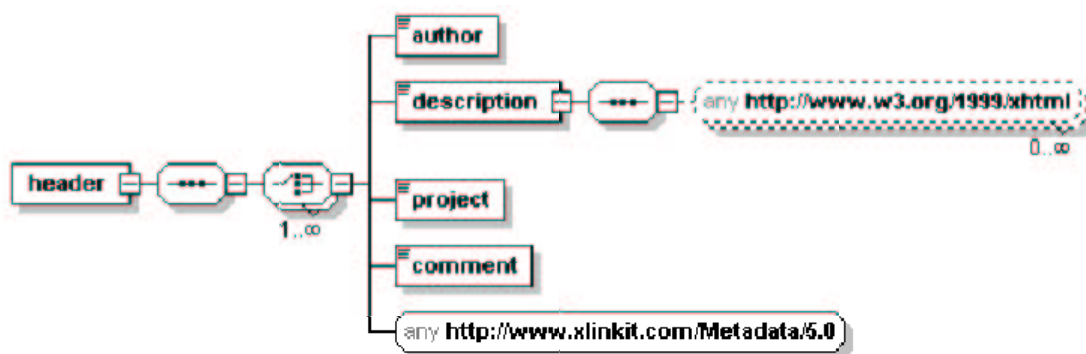 author
description
any http://www.w3.org/1999/xhtml
0..∞
header
1..∞
project
comment
any http://www.xlinkit.com/Metadata/5.0